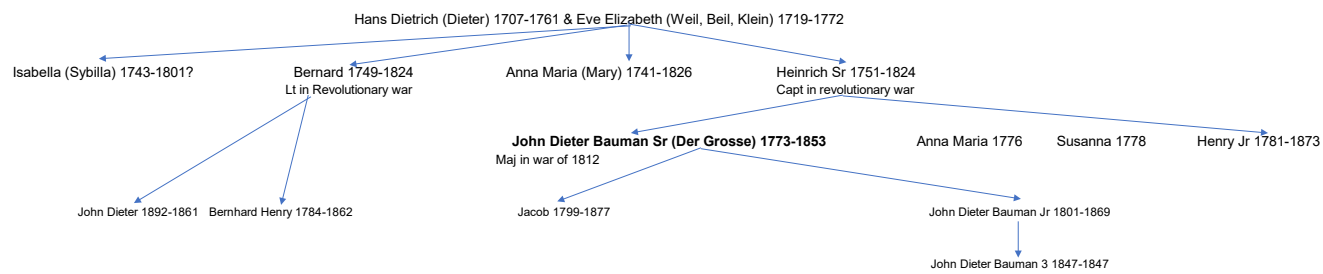 Hans Dietrich (Dieter) 1707-1761 & Eve Elizabeth (Weil, Beil, Klein) 1719-1772
Isabella (Sybilla) 1743-1801?
Bernard 1749-1824
Anna Maria (Mary) 1741-1826
Heinrich Sr 1751-1824
Lt in Revolutionary war
Capt in revolutionary war
John Dieter Bauman Sr (Der Grosse) 1773-1853
Anna Maria 1776
Susanna 1778
Henry Jr 1781-1873
Maj in war of 1812
John Dieter 1892-1861
Bernhard Henry 1784-1862
Jacob 1799-1877
John Dieter Bauman Jr 1801-1869
John Dieter Bauman 3 1847-1847